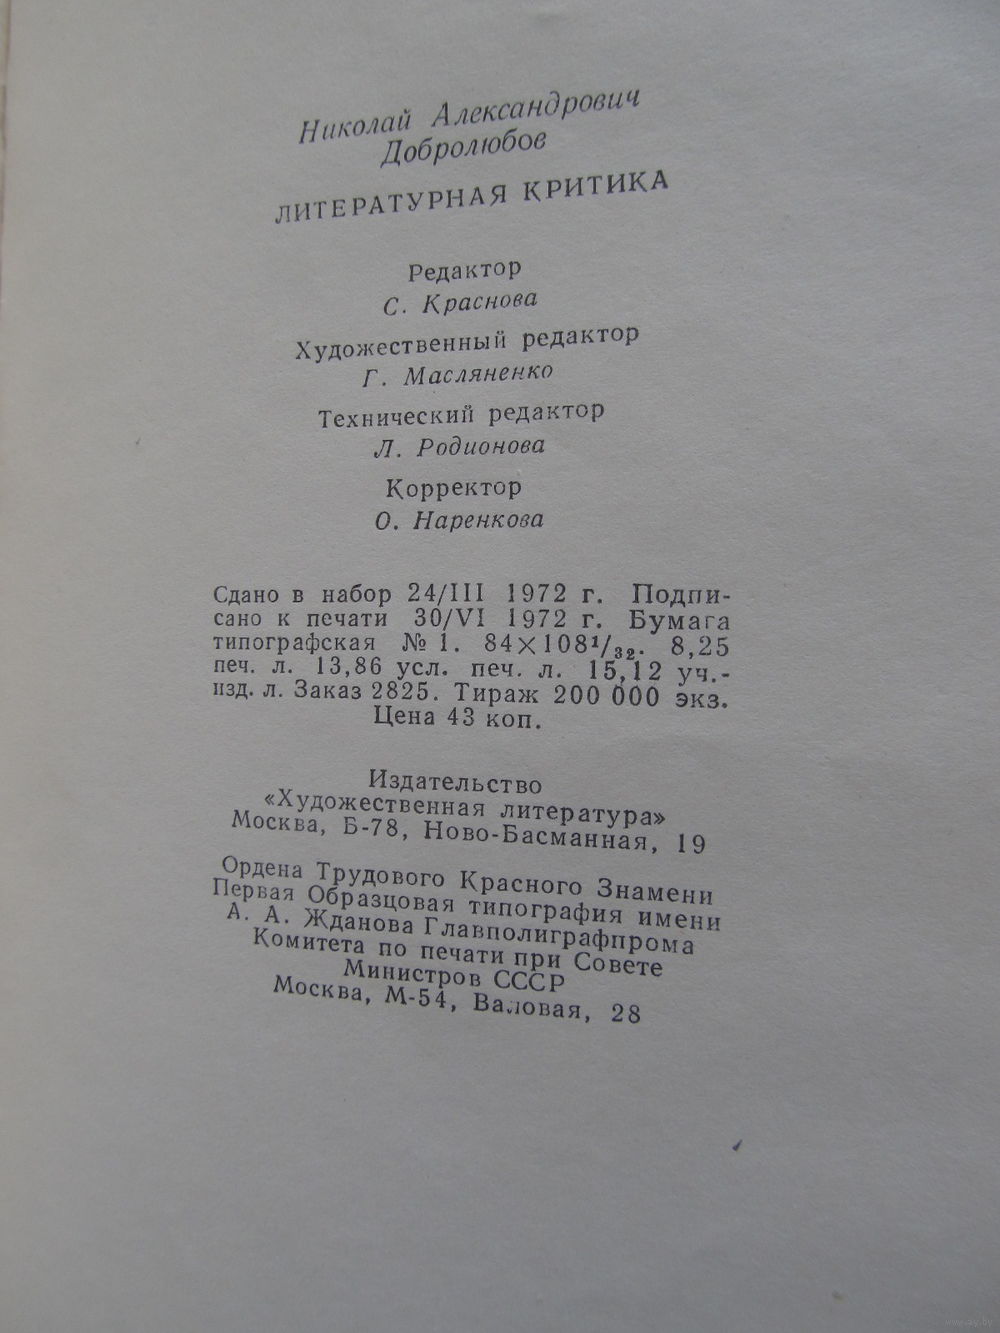 Николай Александрович
Добролюбов
ЛИТЕРАТУРНАЯ КРИТИКА
Редактор
С. Краснова
Художественный редактор
Г. Масляненко
Технический редактор
Л. Родионова
Корректор
О. Наренкова
Сдано в набор 24/III 1972 г. Подпи-
сано к печати 30/VI 1972 г. Бумага
типографская № 1. 84×108¹/₃₂. 8,25
печ. л. 13,86 усл. печ. л. 15,12 уч.-
изд. л. Заказ 2825. Тираж 200 000 экз.
Цена 43 коп.
Издательство
«Художественная литература»
Москва, Б-78, Ново-Басманная, 19
Ордена Трудового Красного Знамени
Первая Образцовая типография имени
А. А. Жданова Главполиграфпрома
Комитета по печати при Совете
Министров СССР
Москва, М-54, Валовая, 28
www.ay.by